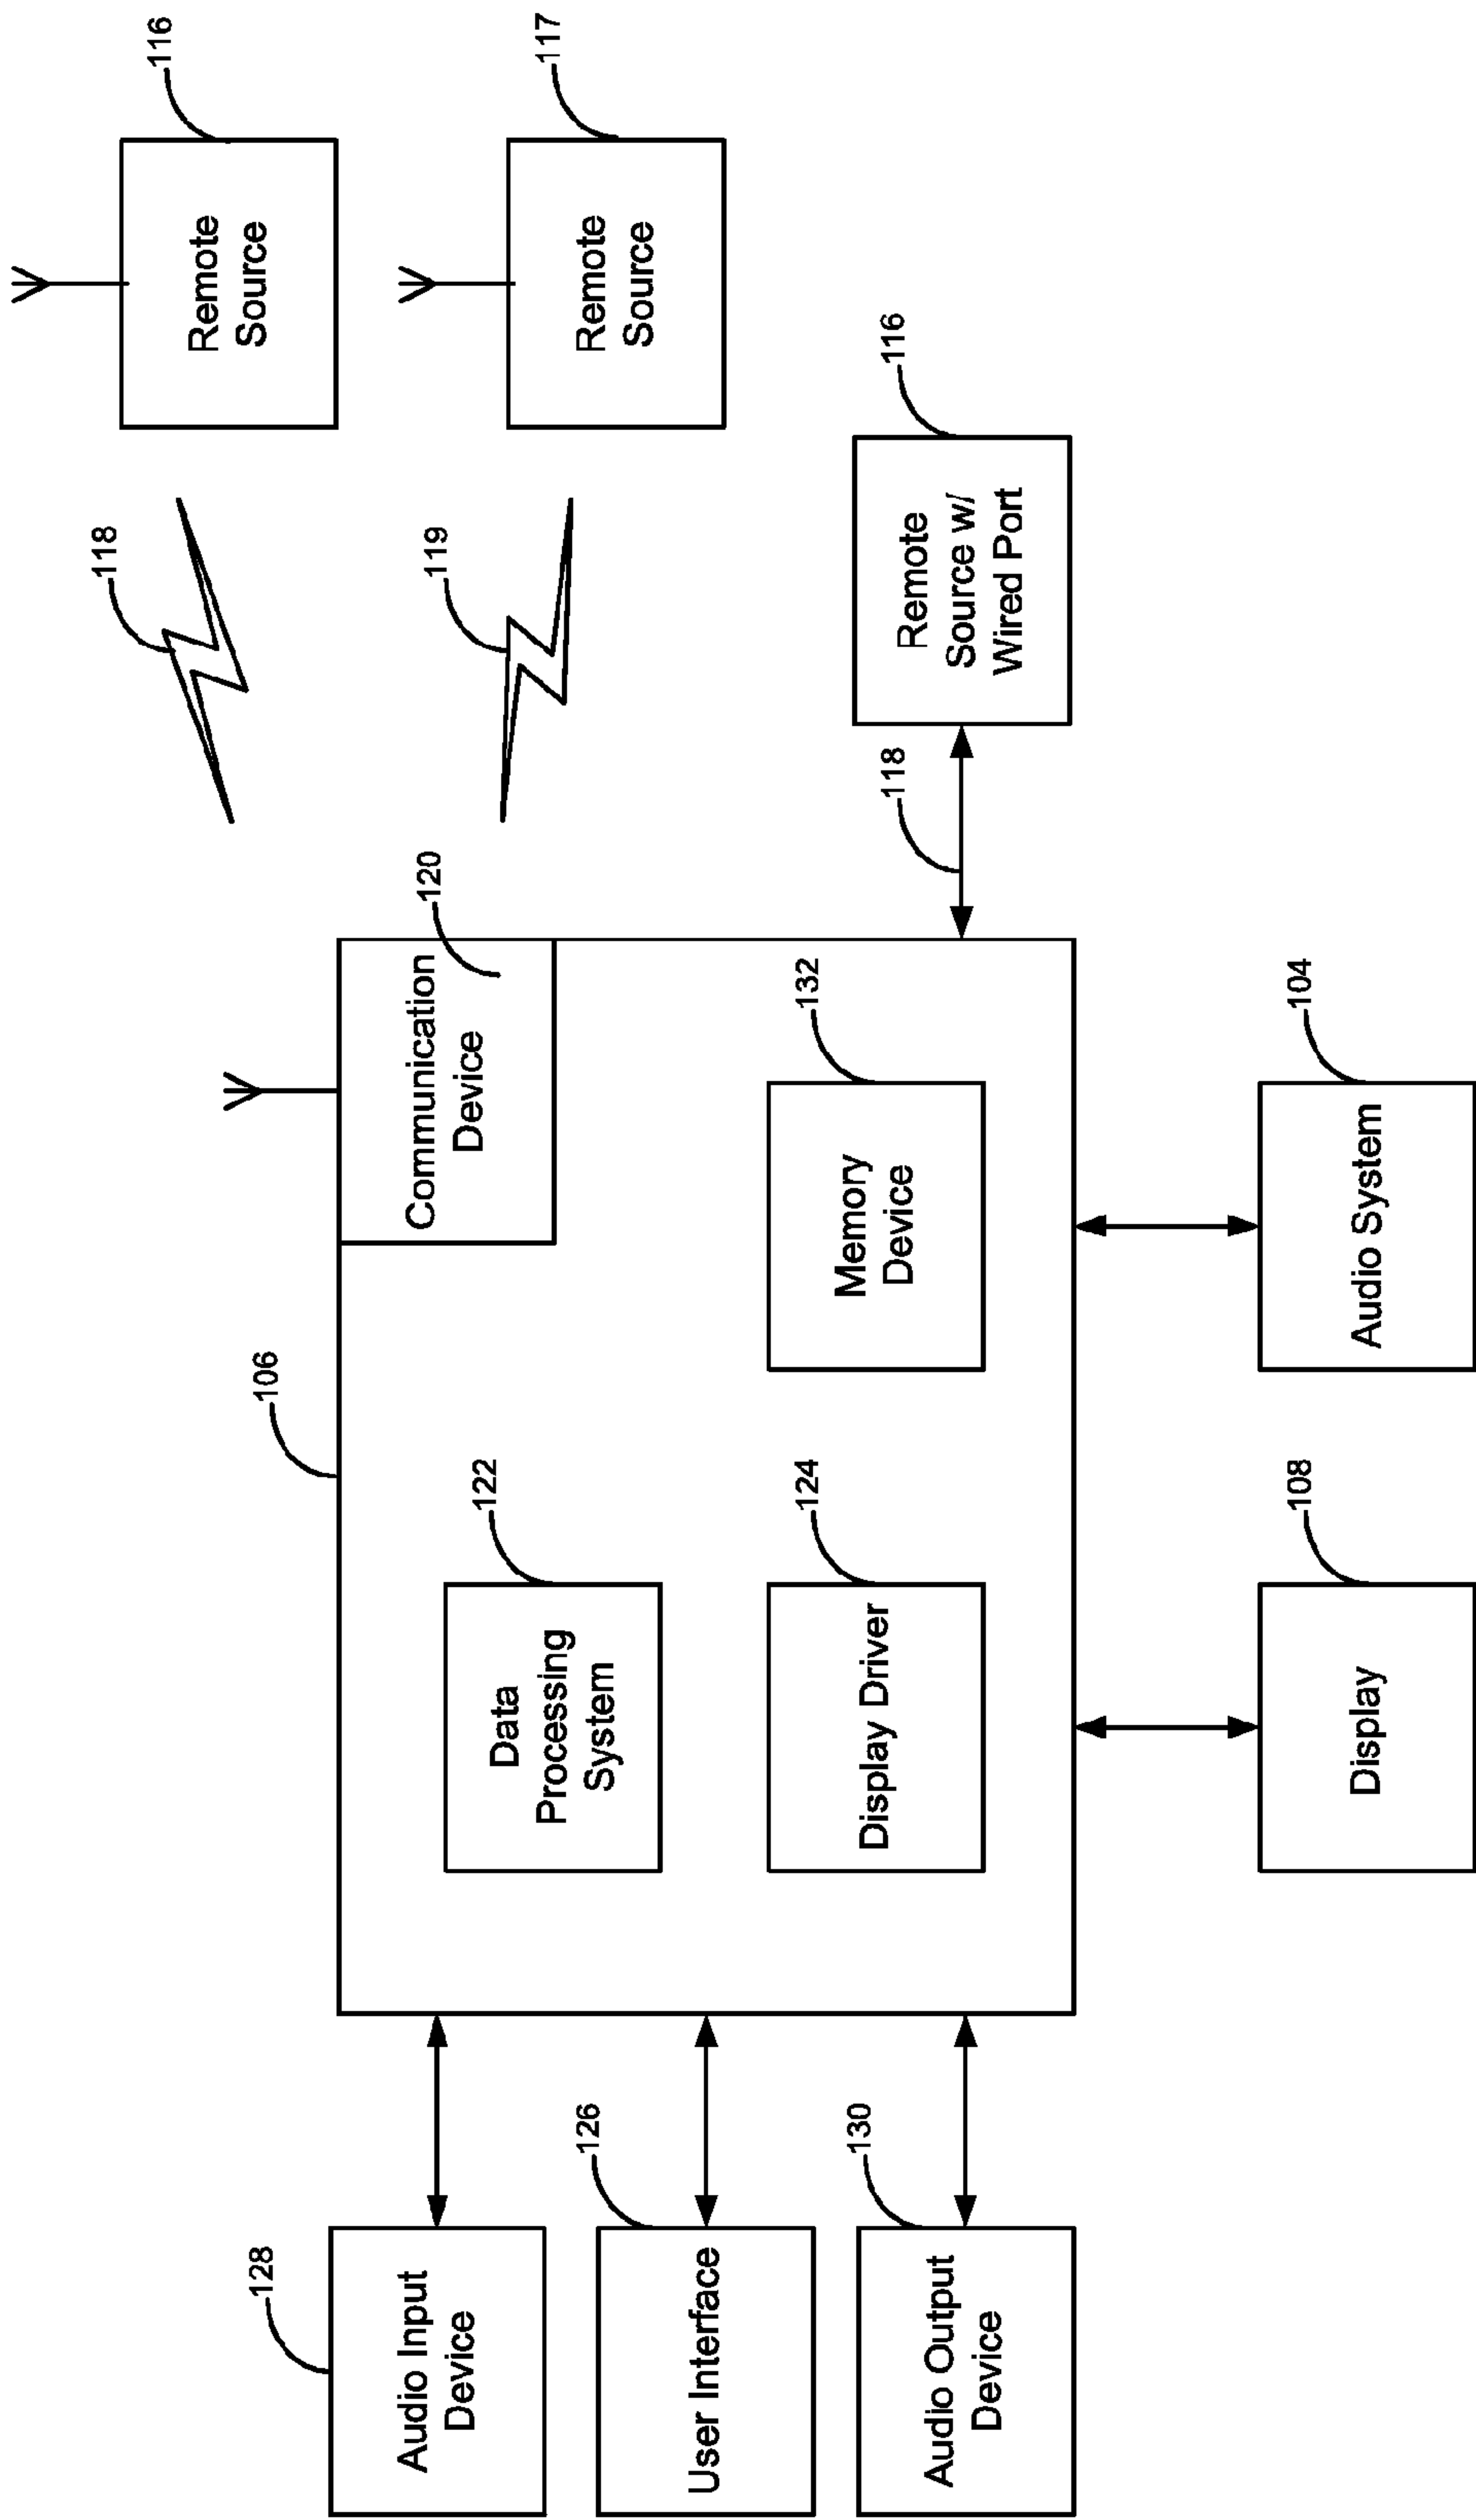 116
Remote
Source
117
Remote
Source
118
119
116
Remote
Source w/
Wired Port
118
120
Communication
Device
106
132
Memory
Device
122
Data
Processing
System
124
Display Driver
128
Audio Input
Device
126
User Interface
130
Audio Output
Device
108
Display
104
Audio System